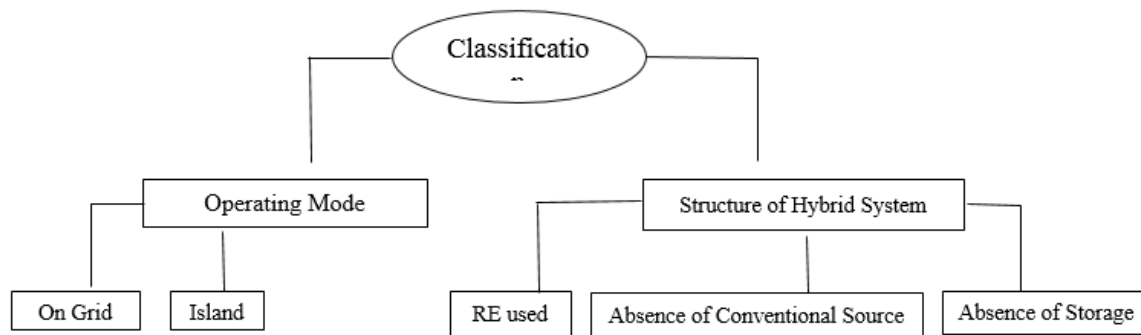 Classificatio
n
Operating Mode
Structure of Hybrid System
On Grid
Island
RE used
Absence of Conventional Source
Absence of Storage